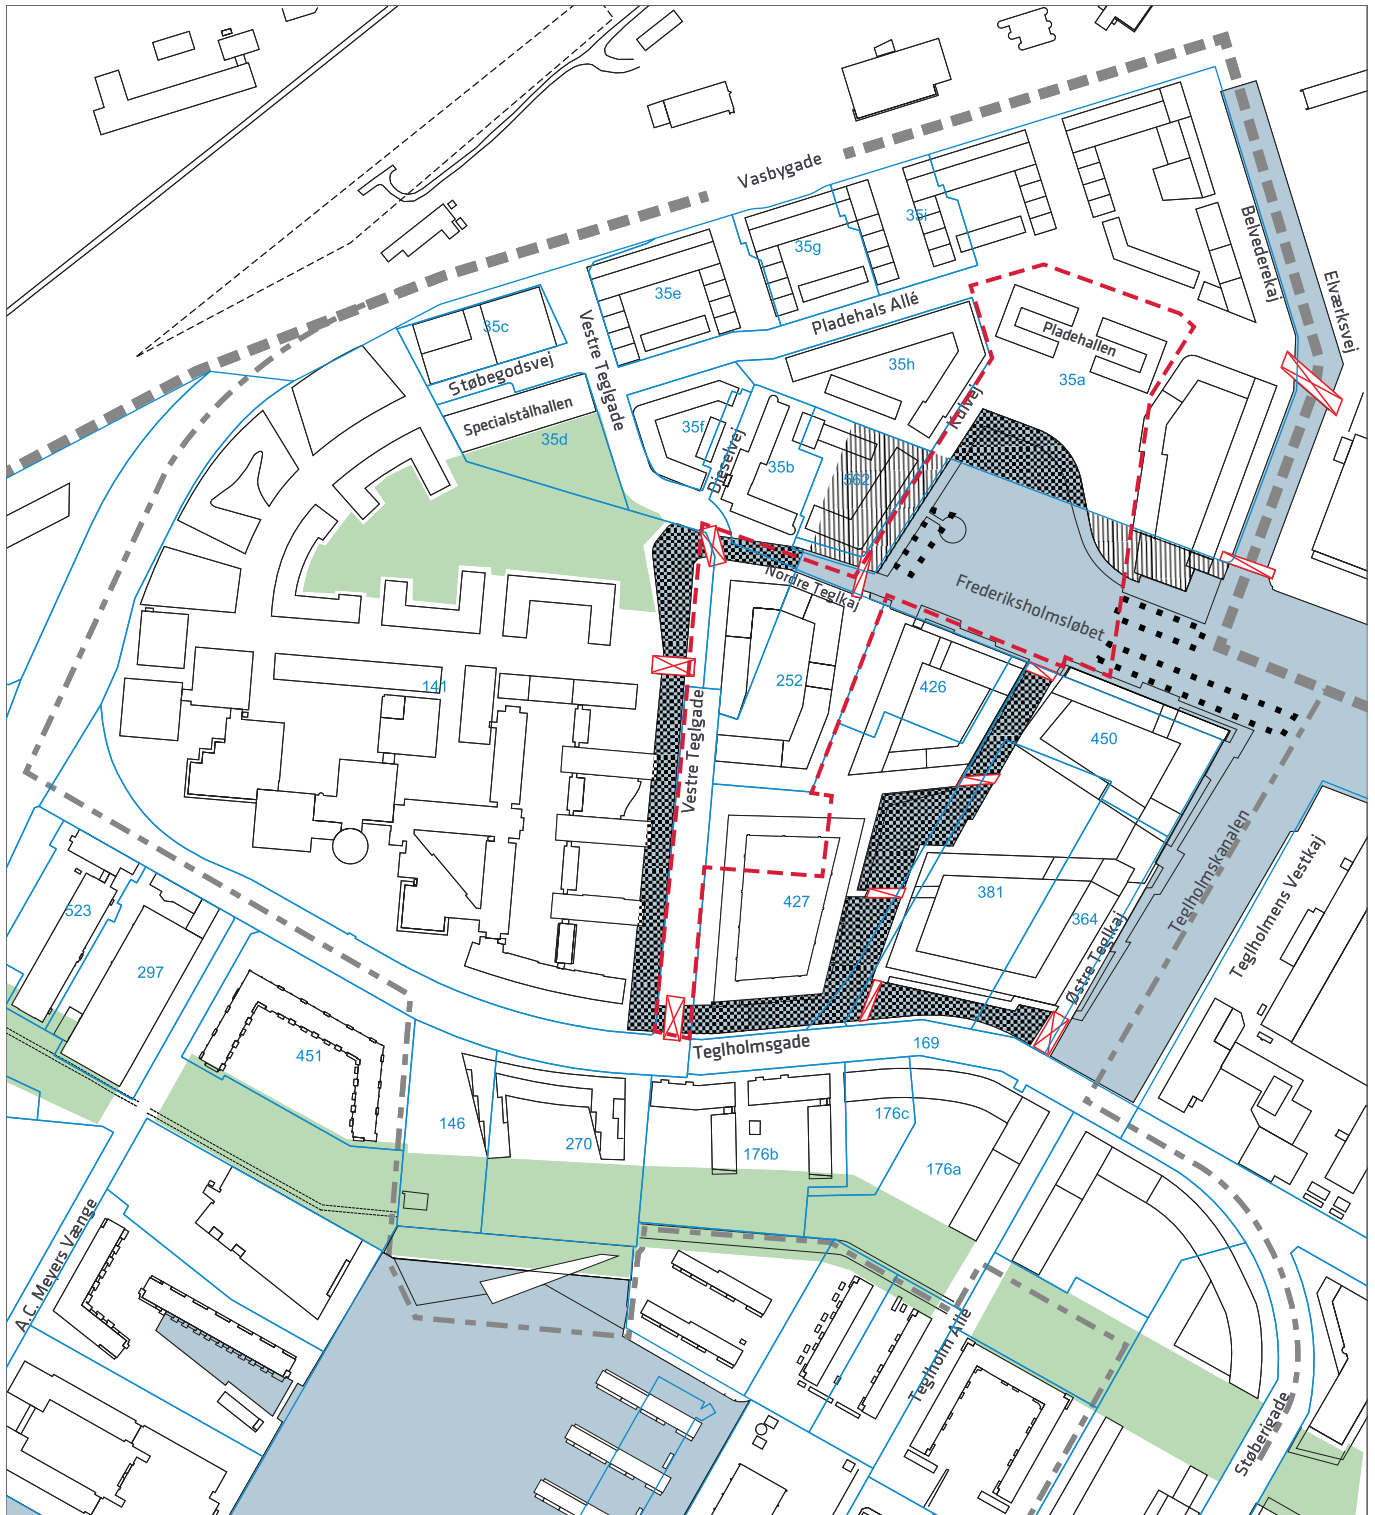 Vasbygade
35i
35g
Belvederekaj
Elværksvej
35e
Pladehals Allé
35c
Vestre Teglgade
Pladehallen
Støbegodsvej
35h
35a
Specialstålhallen
Kulvej
35d
35f
Dieselvej
35b
562
Nordre Teglkaj
Frederiksholmsløbet
141
252
426
Vestre Teglgade
450
Teglholmskanalen
Teglholmens Vestkaj
523
427
381
364
297
Østre Teglkaj
451
Teglholmsgade
169
146
270
176b
176c
176a
A.C. Meyers Vænge
Teglholm Allé
Støberigade